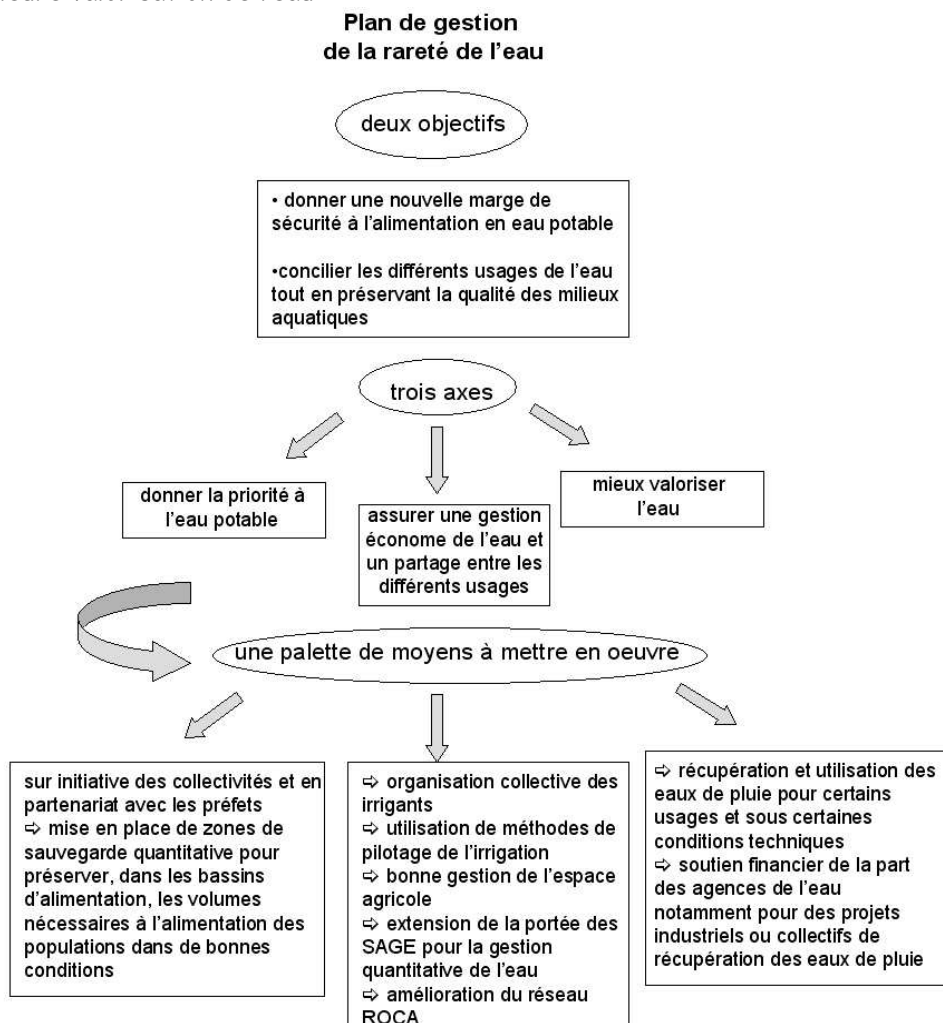 Plan de gestion
de la rareté de l'eau
deux objectifs
• donner une nouvelle marge de
sécurité à l'alimentation en eau potable
•concilier les différents usages de l'eau
tout en préservant la qualité des milieux
aquatiques
trois axes
donner la priorité à
l'eau potable
assurer une gestion
économe de l'eau et
un partage entre les
différents usages
mieux valoriser
l'eau
une palette de moyens à mettre en oeuvre
sur initiative des collectivités et en
partenariat avec les préfets
⇨ mise en place de zones de
sauvegarde quantitative pour
préserver, dans les bassins
d'alimentation, les volumes
nécessaires à l'alimentation des
populations dans de bonnes
conditions
⇨ organisation collective des
irrigants
⇨ utilisation de méthodes de
pilotage de l'irrigation
⇨ bonne gestion de l'espace
agricole
⇨ extension de la portée des
SAGE pour la gestion
quantitative de l'eau
⇨ amélioration du réseau
ROCA
⇨ récupération et utilisation des
eaux de pluie pour certains
usages et sous certaines
conditions techniques
⇨ soutien financier de la part
des agences de l'eau
notamment pour des projets
industriels ou collectifs de
récupération des eaux de pluie